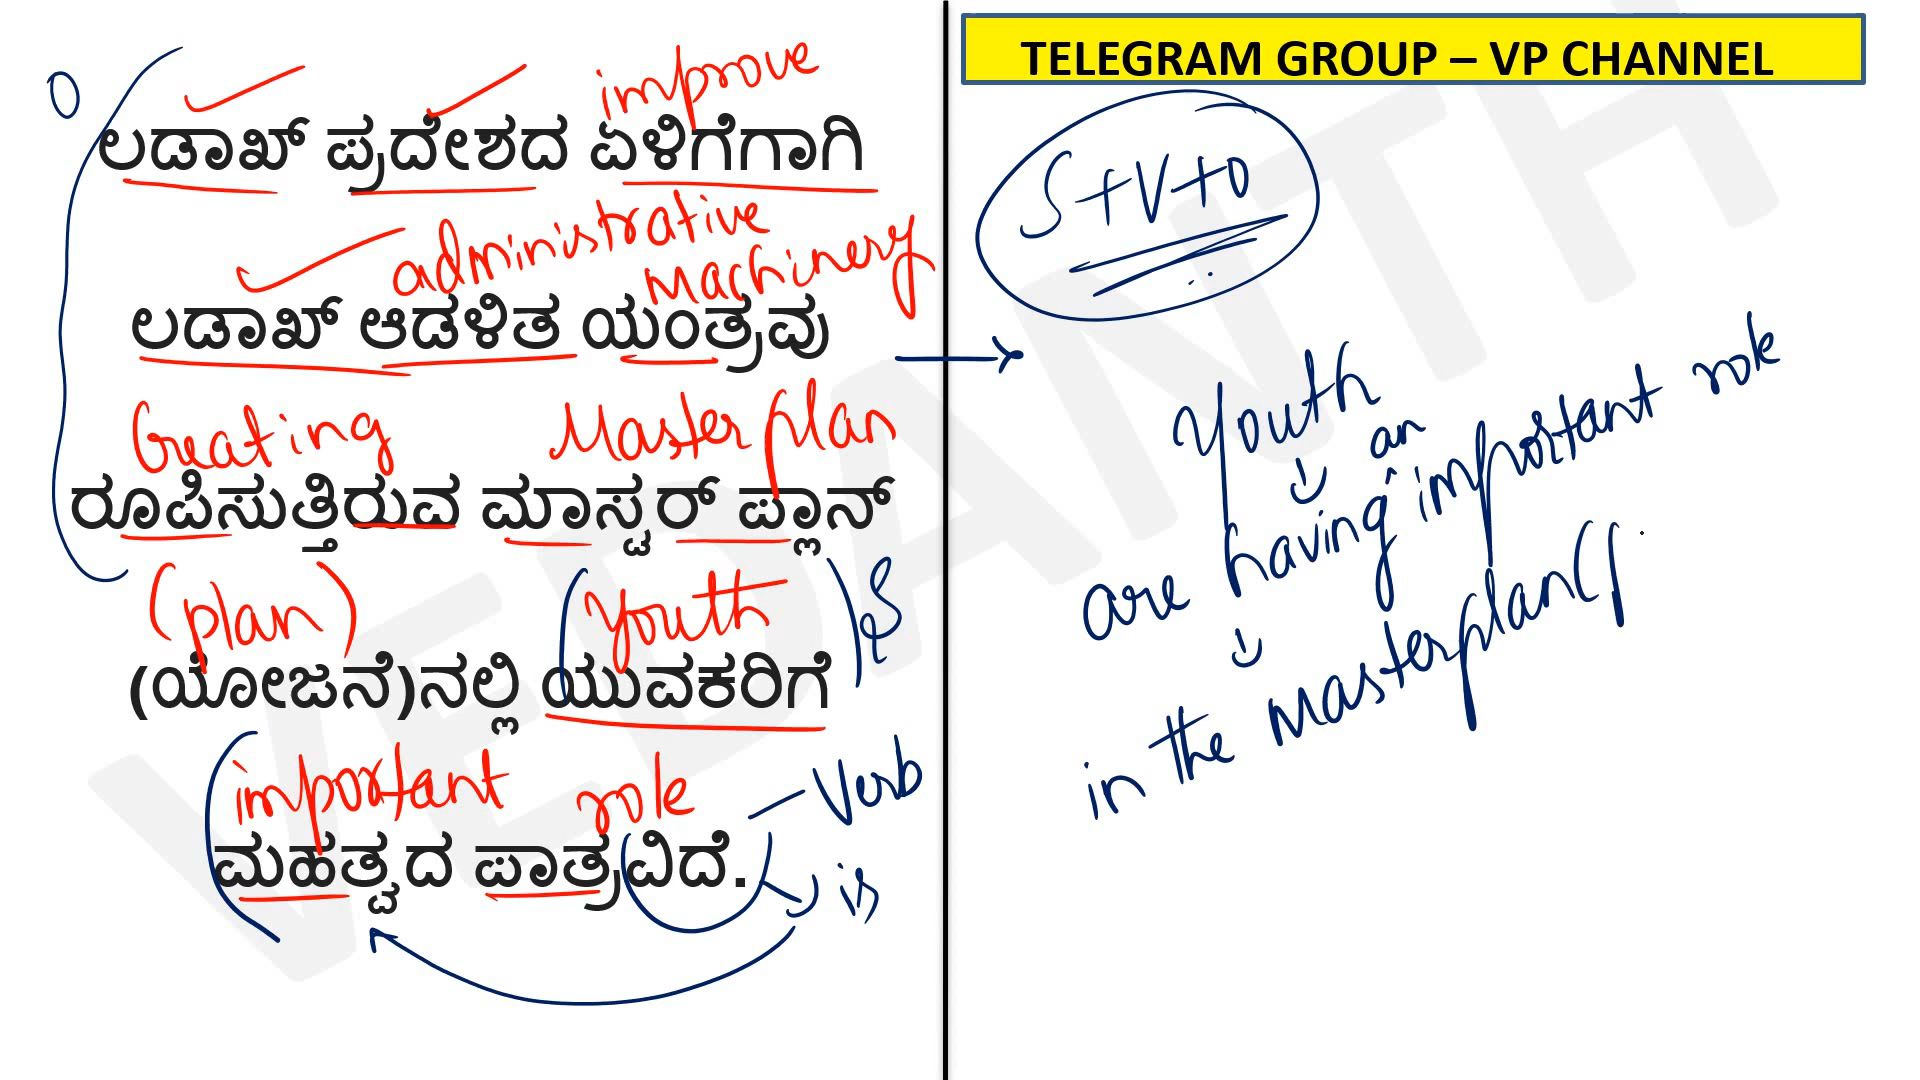 TELEGRAM GROUP – VP CHANNEL
O
improve
ಲಡಾಖ್ ಪ್ರದೇಶದ ಏಳಿಗೆಗಾಗಿ
administrative
machinery
ಲಡಾಖ್ ಆಡಳಿತ ಯಂತ್ರವು
Creating Master plan
ರೂಪಿಸುತ್ತಿರುವ ಮಾಸ್ಟರ್ ಪ್ಲಾನ್
(plan) (Youth) S
(ಯೋಜನೆ)ನಲ್ಲಿ ಯುವಕರಿಗೆ
important role – Verb
ಮಹತ್ವದ ಪಾತ್ರವಿದೆ.
is
S+V+O
Youth
an
are having important role
in the Masterplan(
VEDANTH